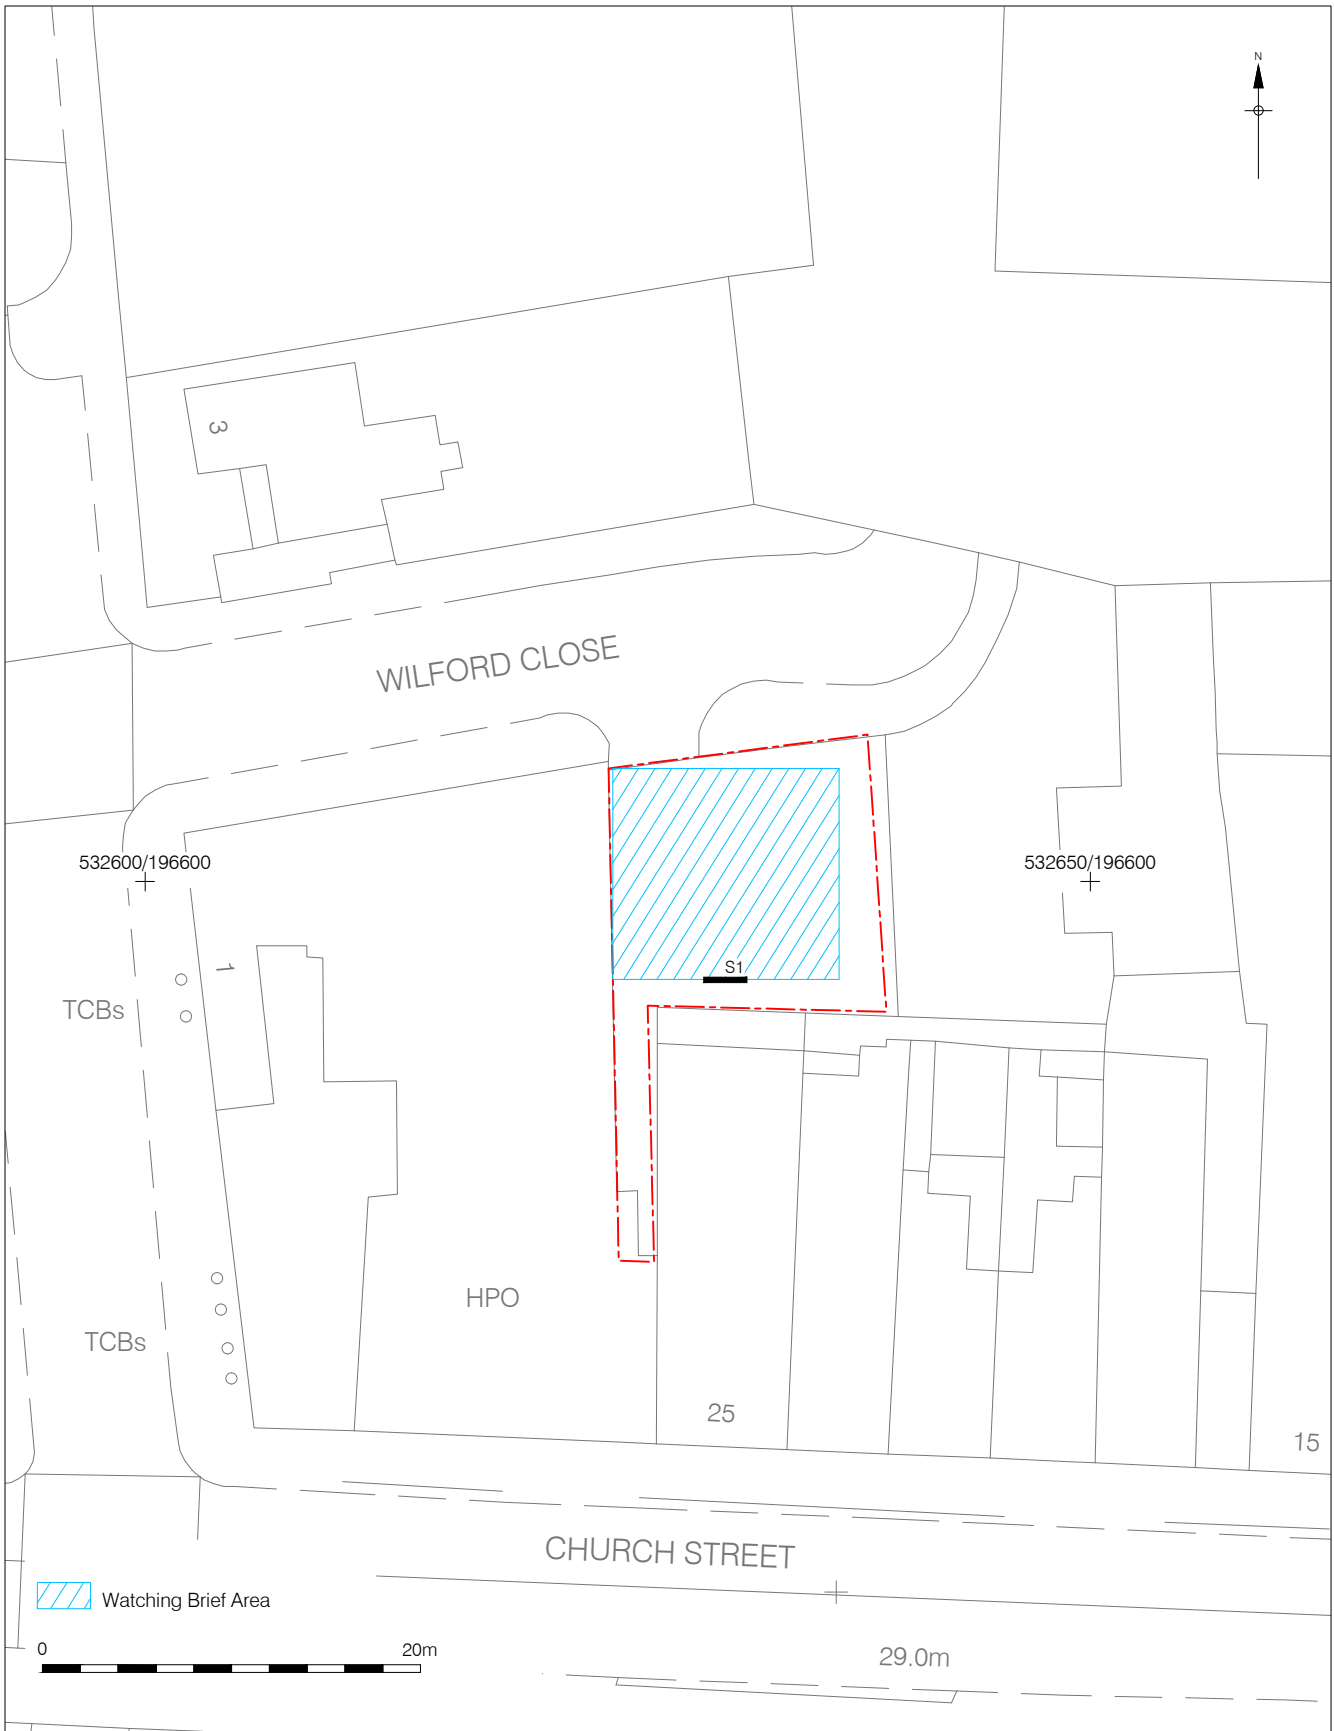 N
3
WILFORD CLOSE
532600/196600
532650/196600
1
S1
TCBs
HPO
TCBs
25
15
CHURCH STREET
Watching Brief Area
0 20m
29.0m